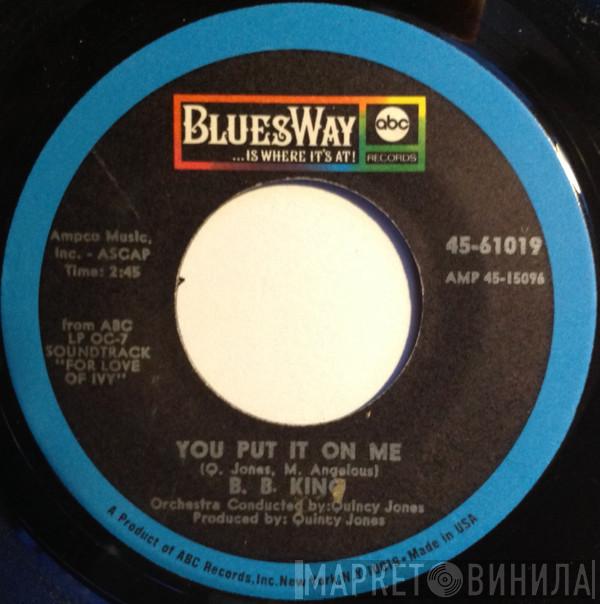 BLUESWAY
...IS WHERE IT'S AT!
abc
RECORDS
Ampco Music,
Inc. - ASCAP
Time: 2:45
45-61019
AMP 45-15096
from ABC
LP OC-7
SOUNDTRACK
"FOR LOVE
OF IVY"
YOU PUT IT ON ME
(Q. Jones, M. Angelous)
B. B. KING
Orchestra Conducted by: Quincy Jones
Produced by: Quincy Jones
A Product of ABC Records, Inc. New York, N.Y. 10019 • Made in USA
МАРКЕТ ВИНИЛА